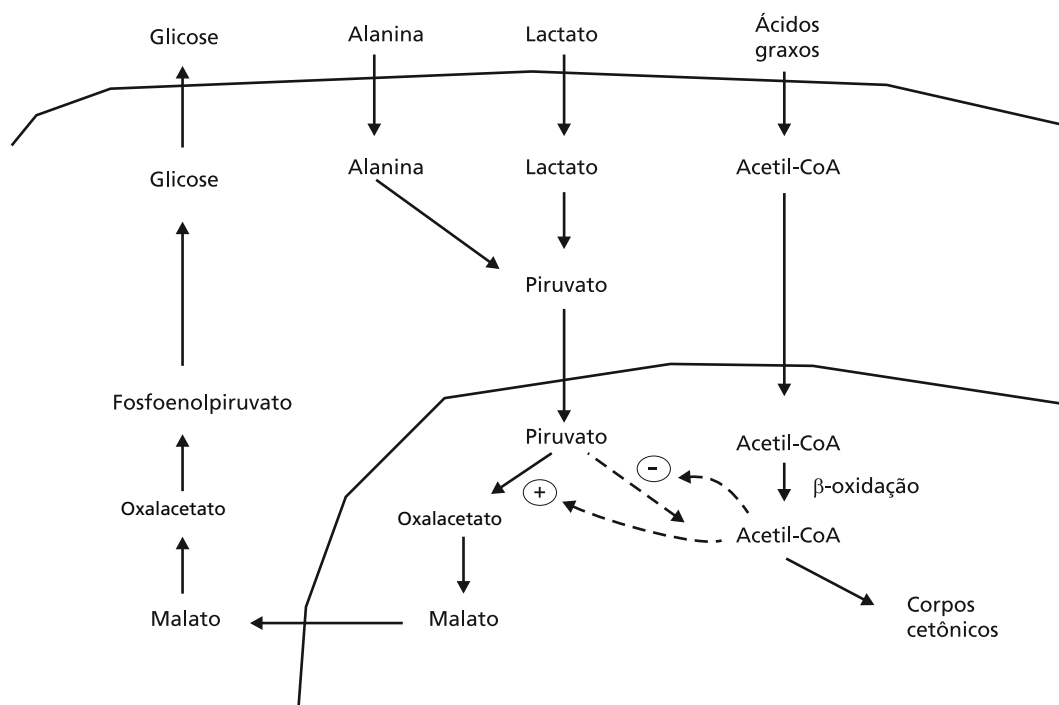 Glicose
Alanina
Lactato
Ácidos
graxos
Glicose
Alanina
Lactato
Acetil-CoA
Piruvato
Fosfoenolpiruvato
Piruvato
Acetil-CoA
-
β-oxidação
+
Oxalacetato
Oxalacetato
Acetil-CoA
Malato
Malato
Corpos
cetônicos